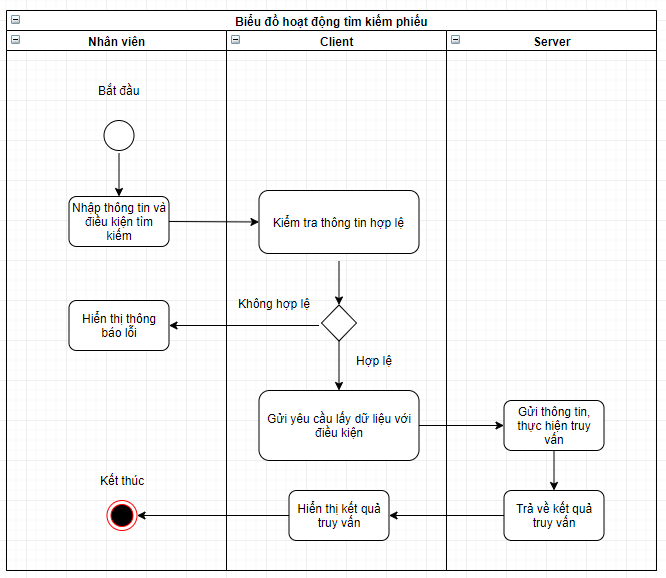 Biểu đồ hoạt động tìm kiếm phiếu
Nhân viên
Client
Server
Bắt đầu
Nhập thông tin và
điều kiện tìm
kiếm
Kiểm tra thông tin hợp lệ
Không hợp lệ
Hiển thị thông
báo lỗi
Hợp lệ
Gửi yêu cầu lấy dữ liệu với
điều kiện
Gửi thông tin,
thực hiện truy
vấn
Kết thúc
Hiển thị kết quả
truy vấn
Trả về kết quả
truy vấn